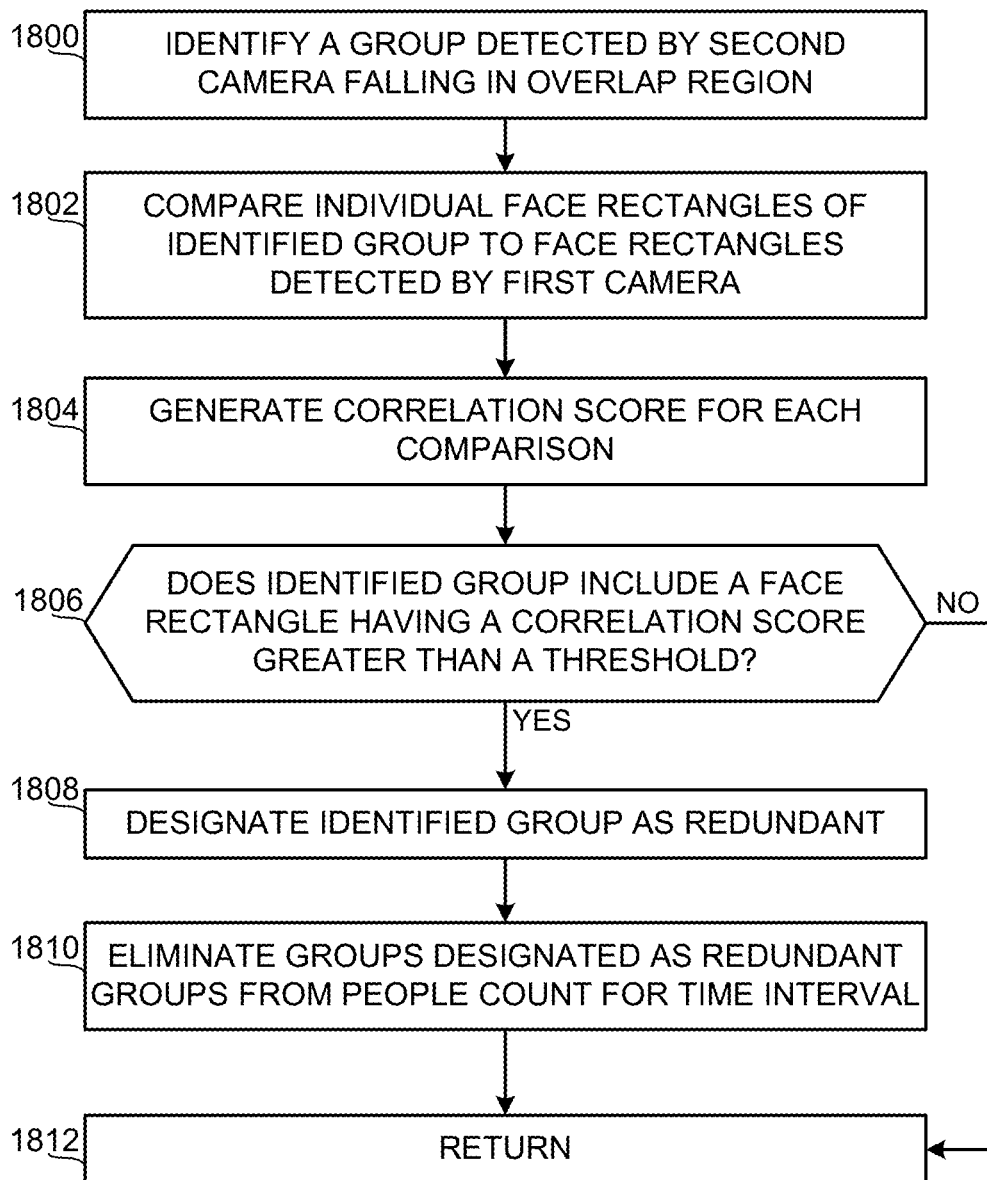 1800
IDENTIFY A GROUP DETECTED BY SECOND
CAMERA FALLING IN OVERLAP REGION
1802
COMPARE INDIVIDUAL FACE RECTANGLES OF
IDENTIFIED GROUP TO FACE RECTANGLES
DETECTED BY FIRST CAMERA
1804
GENERATE CORRELATION SCORE FOR EACH
COMPARISON
1806
DOES IDENTIFIED GROUP INCLUDE A FACE
RECTANGLE HAVING A CORRELATION SCORE
GREATER THAN A THRESHOLD?
NO
YES
1808
DESIGNATE IDENTIFIED GROUP AS REDUNDANT
1810
ELIMINATE GROUPS DESIGNATED AS REDUNDANT
GROUPS FROM PEOPLE COUNT FOR TIME INTERVAL
1812
RETURN